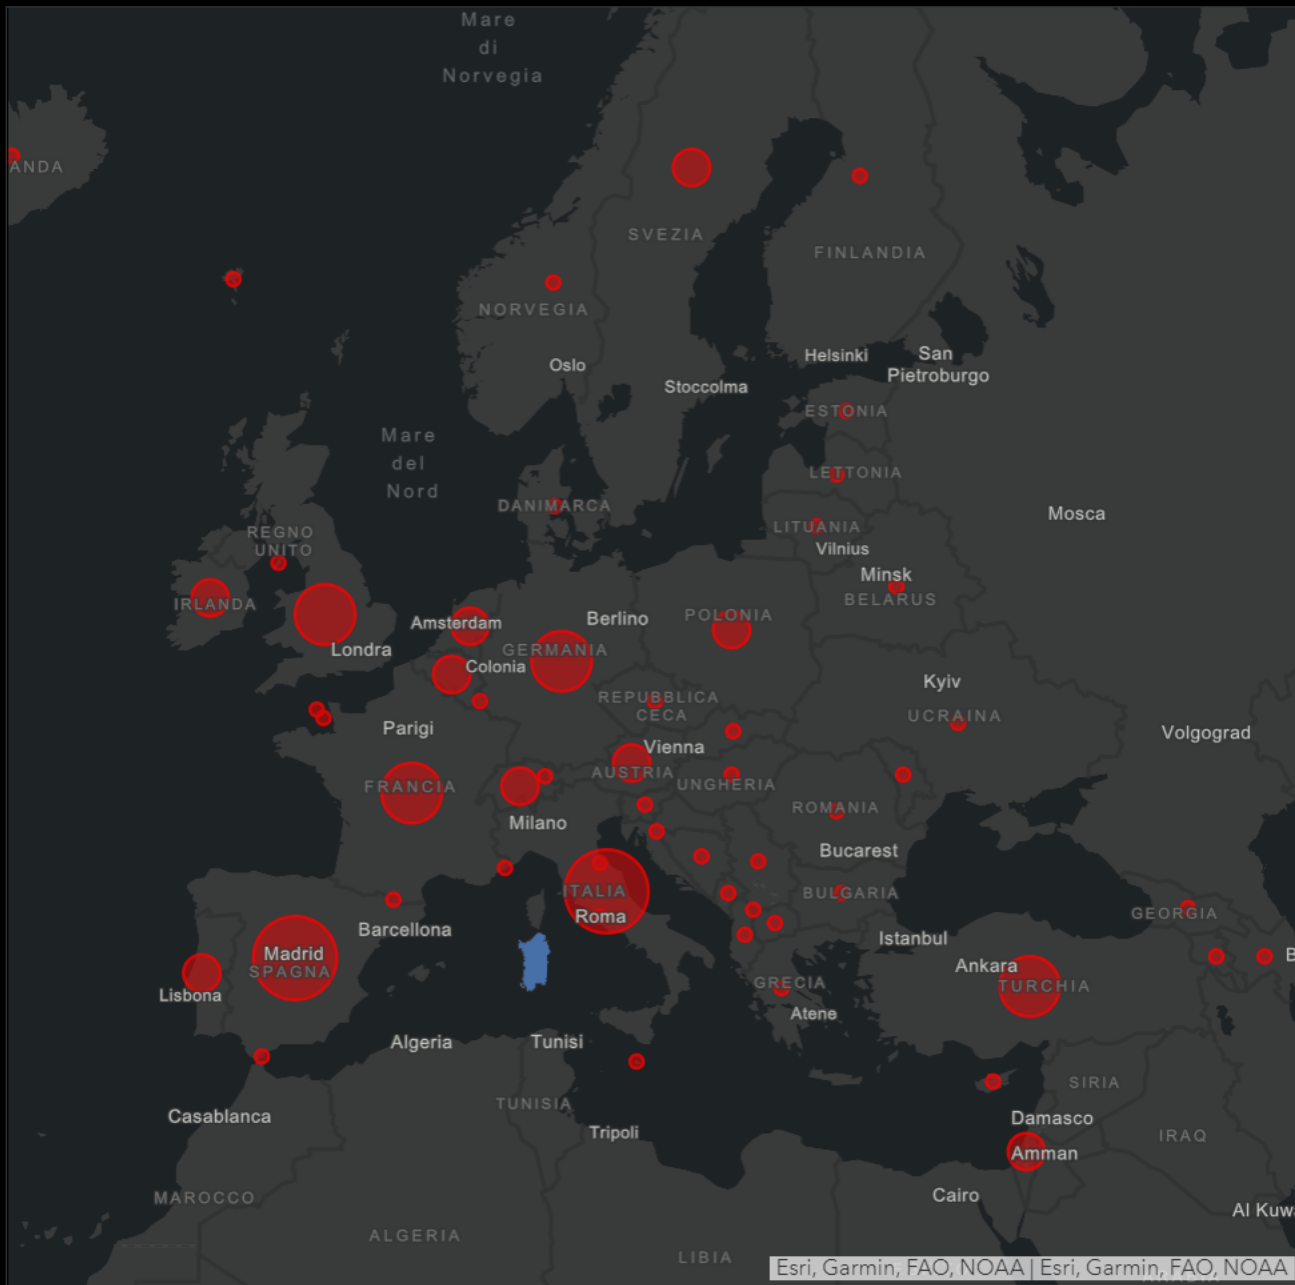 Mare
di
Norvegia
ANDA
SVEZIA
FINLANDIA
NORVEGIA
Oslo
Helsinki
San
Pietroburgo
Stoccolma
ESTONIA
Mare
del
Nord
LETTONIA
DANIMARCA
Mosca
LITUANIA
REGNO
UNITO
Vilnius
Minsk
BELARUS
IRLANDA
Amsterdam
Berlino
POLONIA
Londra
GERMANIA
Colonia
Kyiv
REPUBBLICA
CECA
UCRAINA
Parigi
Volgograd
Vienna
AUSTRIA
UNGHERIA
FRANCIA
ROMANIA
Milano
Bucarest
ITALIA
BULGARIA
Roma
GEORGIA
Barcellona
Istanbul
Madrid
SPAGNA
B
Ankara
TURCHIA
GRECIA
Lisbona
Atene
Algeria
Tunisi
SIRIA
TUNISIA
Casablanca
Damasco
Tripoli
IRAQ
Amman
MAROCCO
Cairo
Al Kuwa
ALGERIA
LIBIA
Esri, Garmin, FAO, NOAA | Esri, Garmin, FAO, NOAA